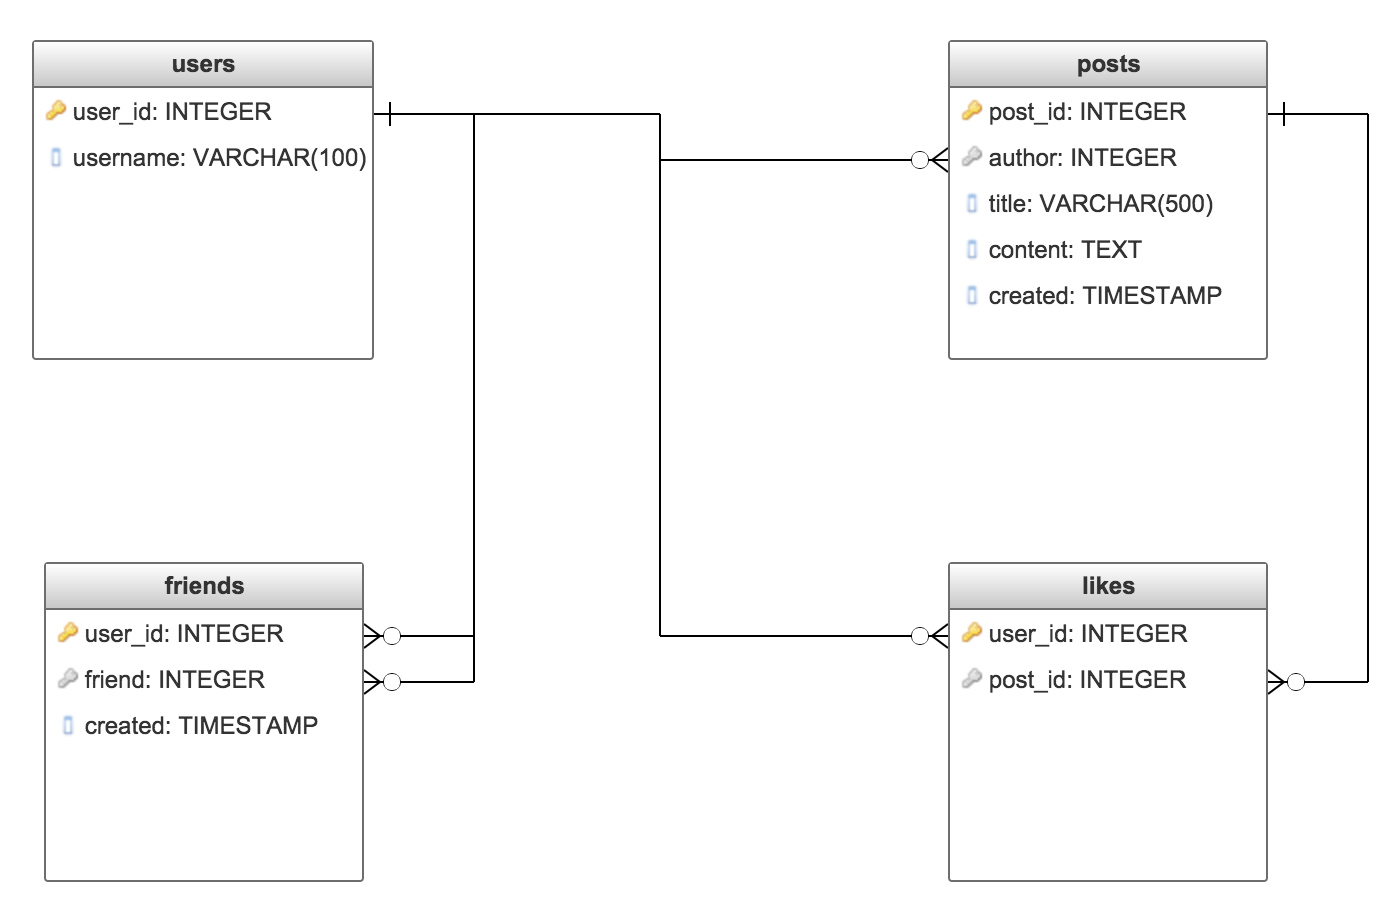 users
user_id: INTEGER
username: VARCHAR(100)
posts
post_id: INTEGER
author: INTEGER
title: VARCHAR(500)
content: TEXT
created: TIMESTAMP
friends
user_id: INTEGER
friend: INTEGER
created: TIMESTAMP
likes
user_id: INTEGER
post_id: INTEGER